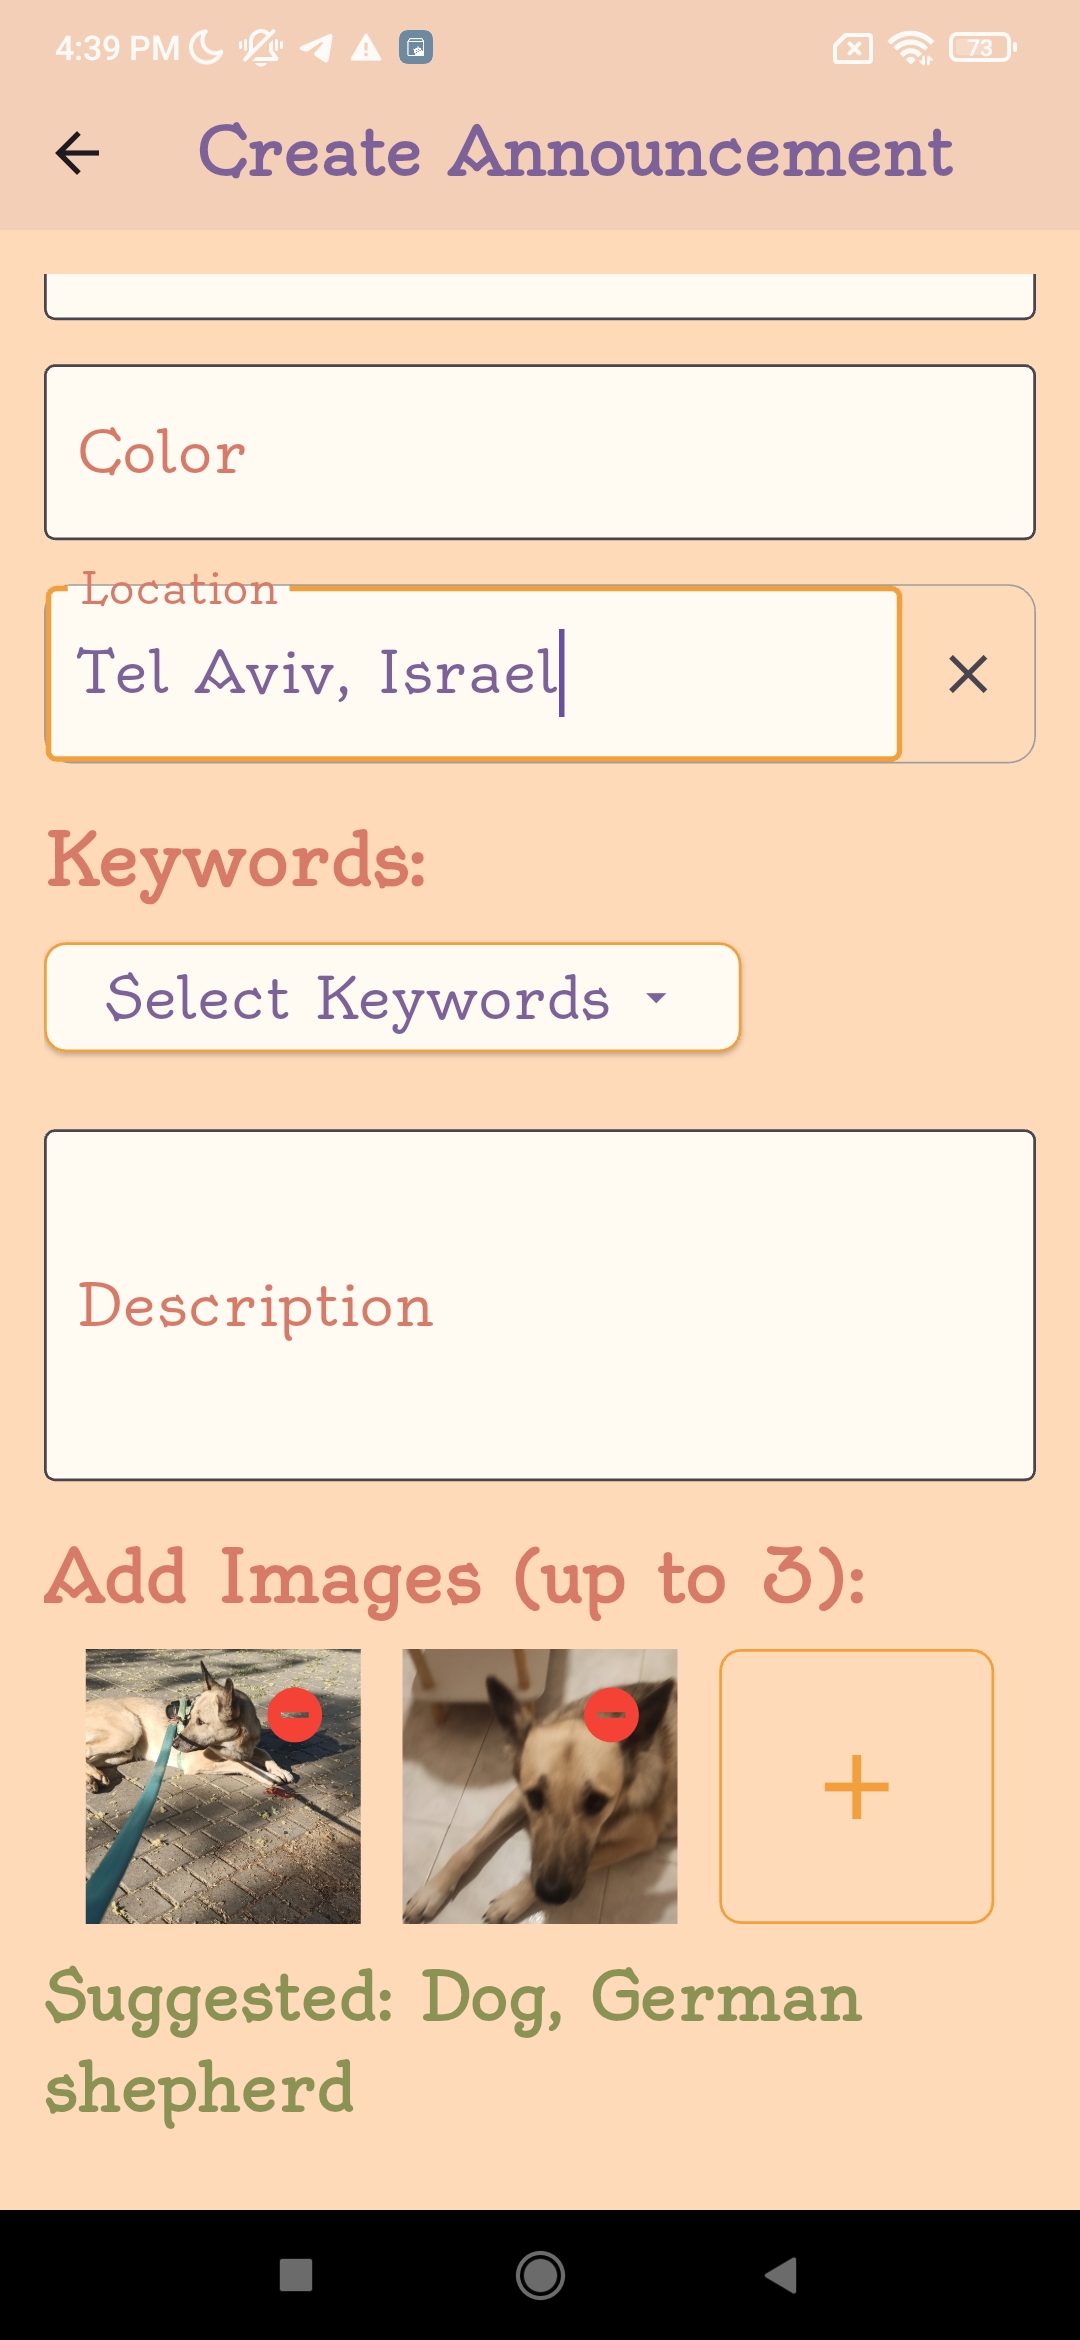 4:39 PM
73
Create Announcement
Color
Location
Tel Aviv, Israel
Keywords:
Select Keywords
Description
Add Images (up to 3):
Suggested: Dog, German
shepherd